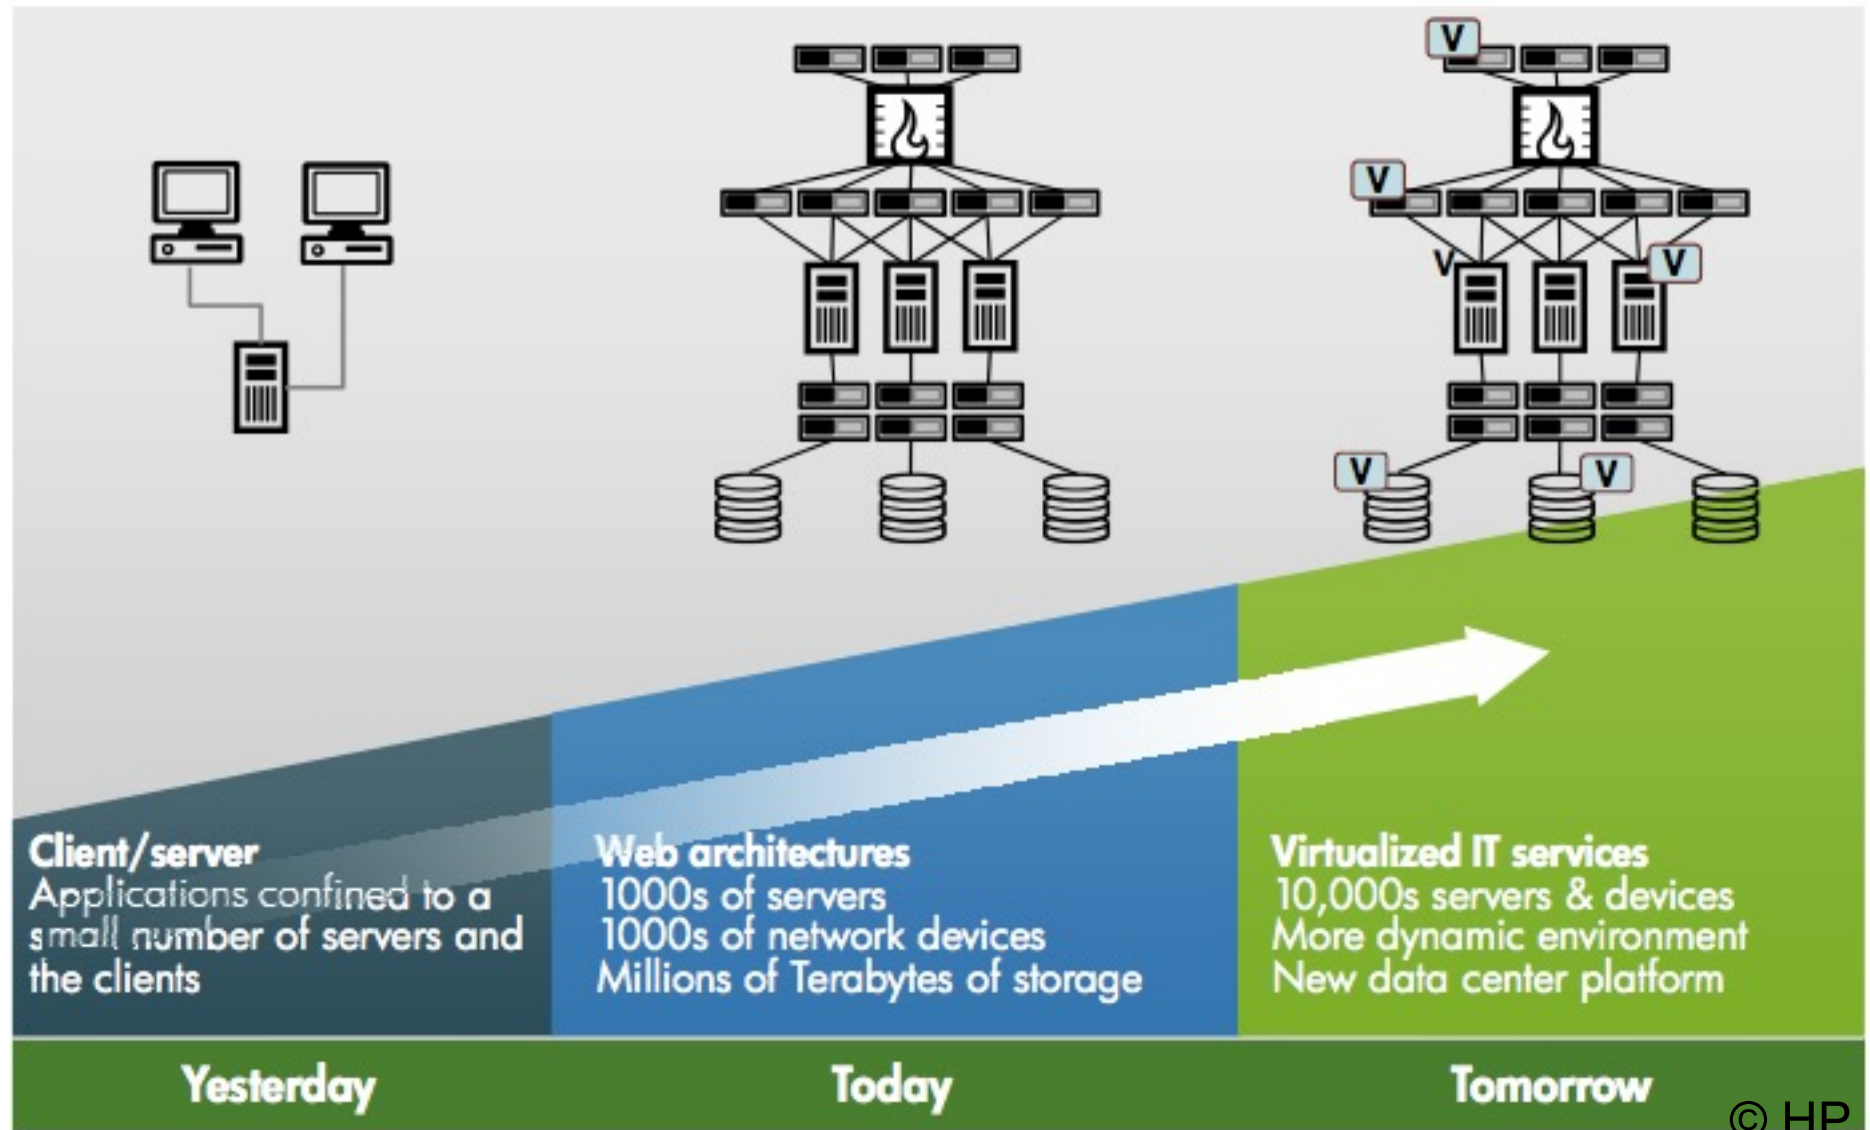 V
V
V
V
V
V
Client/server
Applications confined to a
small number of servers and
the clients
Web architectures
1000s of servers
1000s of network devices
Millions of Terabytes of storage
Virtualized IT services
10,000s servers & devices
More dynamic environment
New data center platform
Yesterday
Today
Tomorrow
© HP